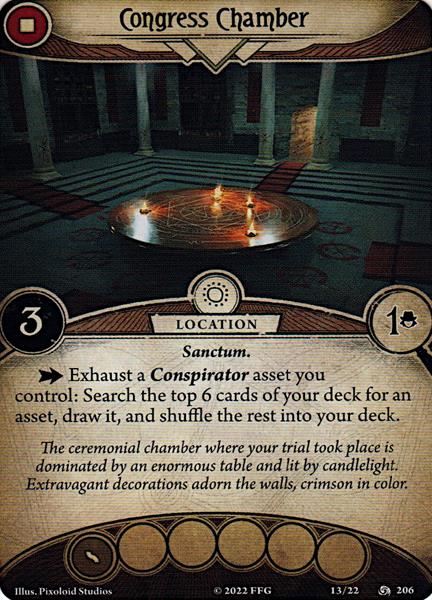 Congress Chamber
3
LOCATION
1
Sanctum.
Exhaust a Conspirator asset you
control: Search the top 6 cards of your deck for an
asset, draw it, and shuffle the rest into your deck.
The ceremonial chamber where your trial took place is
dominated by an enormous table and lit by candlelight.
Extravagant decorations adorn the walls, crimson in color.
Illus. Pixoloid Studios © 2022 FFG 13/22 206